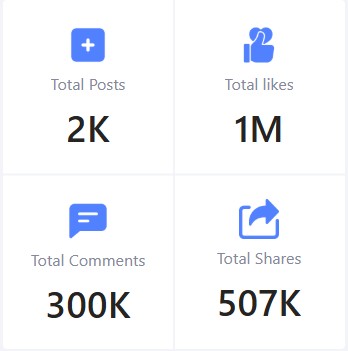 Total Posts
2K
Total likes
1M
Total Comments
300K
Total Shares
507K